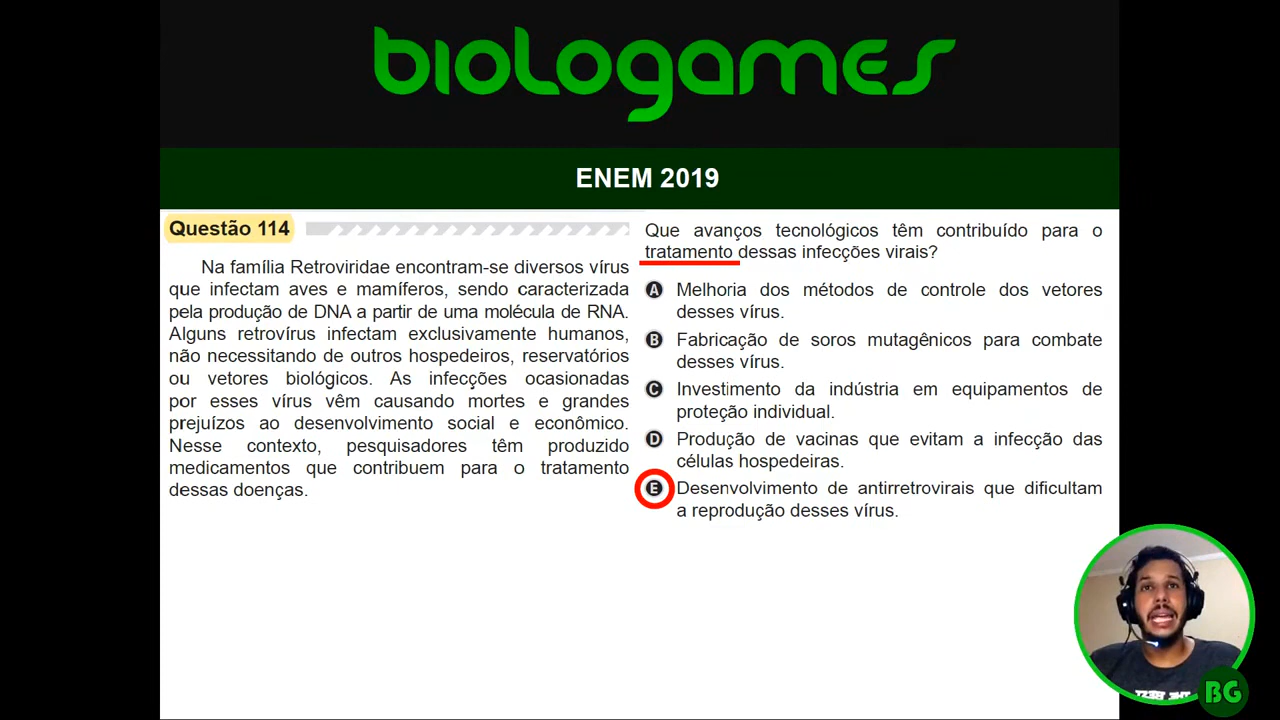 biologames
ENEM 2019
Questão 114
Na família Retroviridae encontram-se diversos vírus
que infectam aves e mamíferos, sendo caracterizada
pela produção de DNA a partir de uma molécula de RNA.
Alguns retrovírus infectam exclusivamente humanos,
não necessitando de outros hospedeiros, reservatórios
ou vetores biológicos. As infecções ocasionadas
por esses vírus vêm causando mortes e grandes
prejuízos ao desenvolvimento social e econômico.
Nesse contexto, pesquisadores têm produzido
medicamentos que contribuem para o tratamento
dessas doenças.
Que avanços tecnológicos têm contribuído para o
tratamento dessas infecções virais?
A Melhoria dos métodos de controle dos vetores
desses vírus.
B Fabricação de soros mutagênicos para combate
desses vírus.
C Investimento da indústria em equipamentos de
proteção individual.
D Produção de vacinas que evitam a infecção das
células hospedeiras.
E Desenvolvimento de antirretrovirais que dificultam
a reprodução desses vírus.
BG